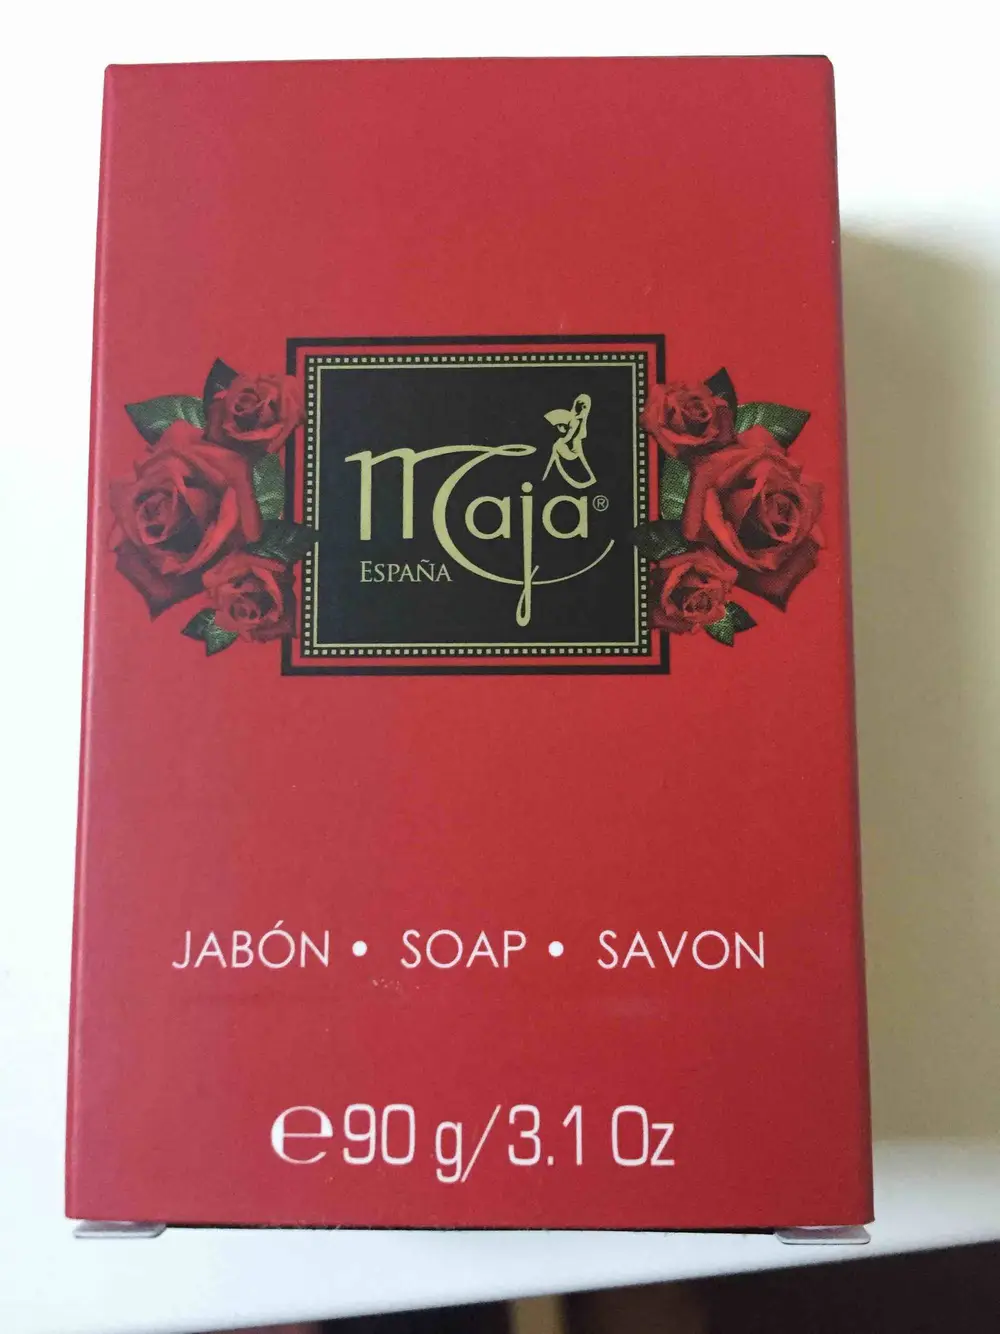 Maja®
ESPAÑA
JABÓN • SOAP • SAVON
℮90 g/3.1 Oz